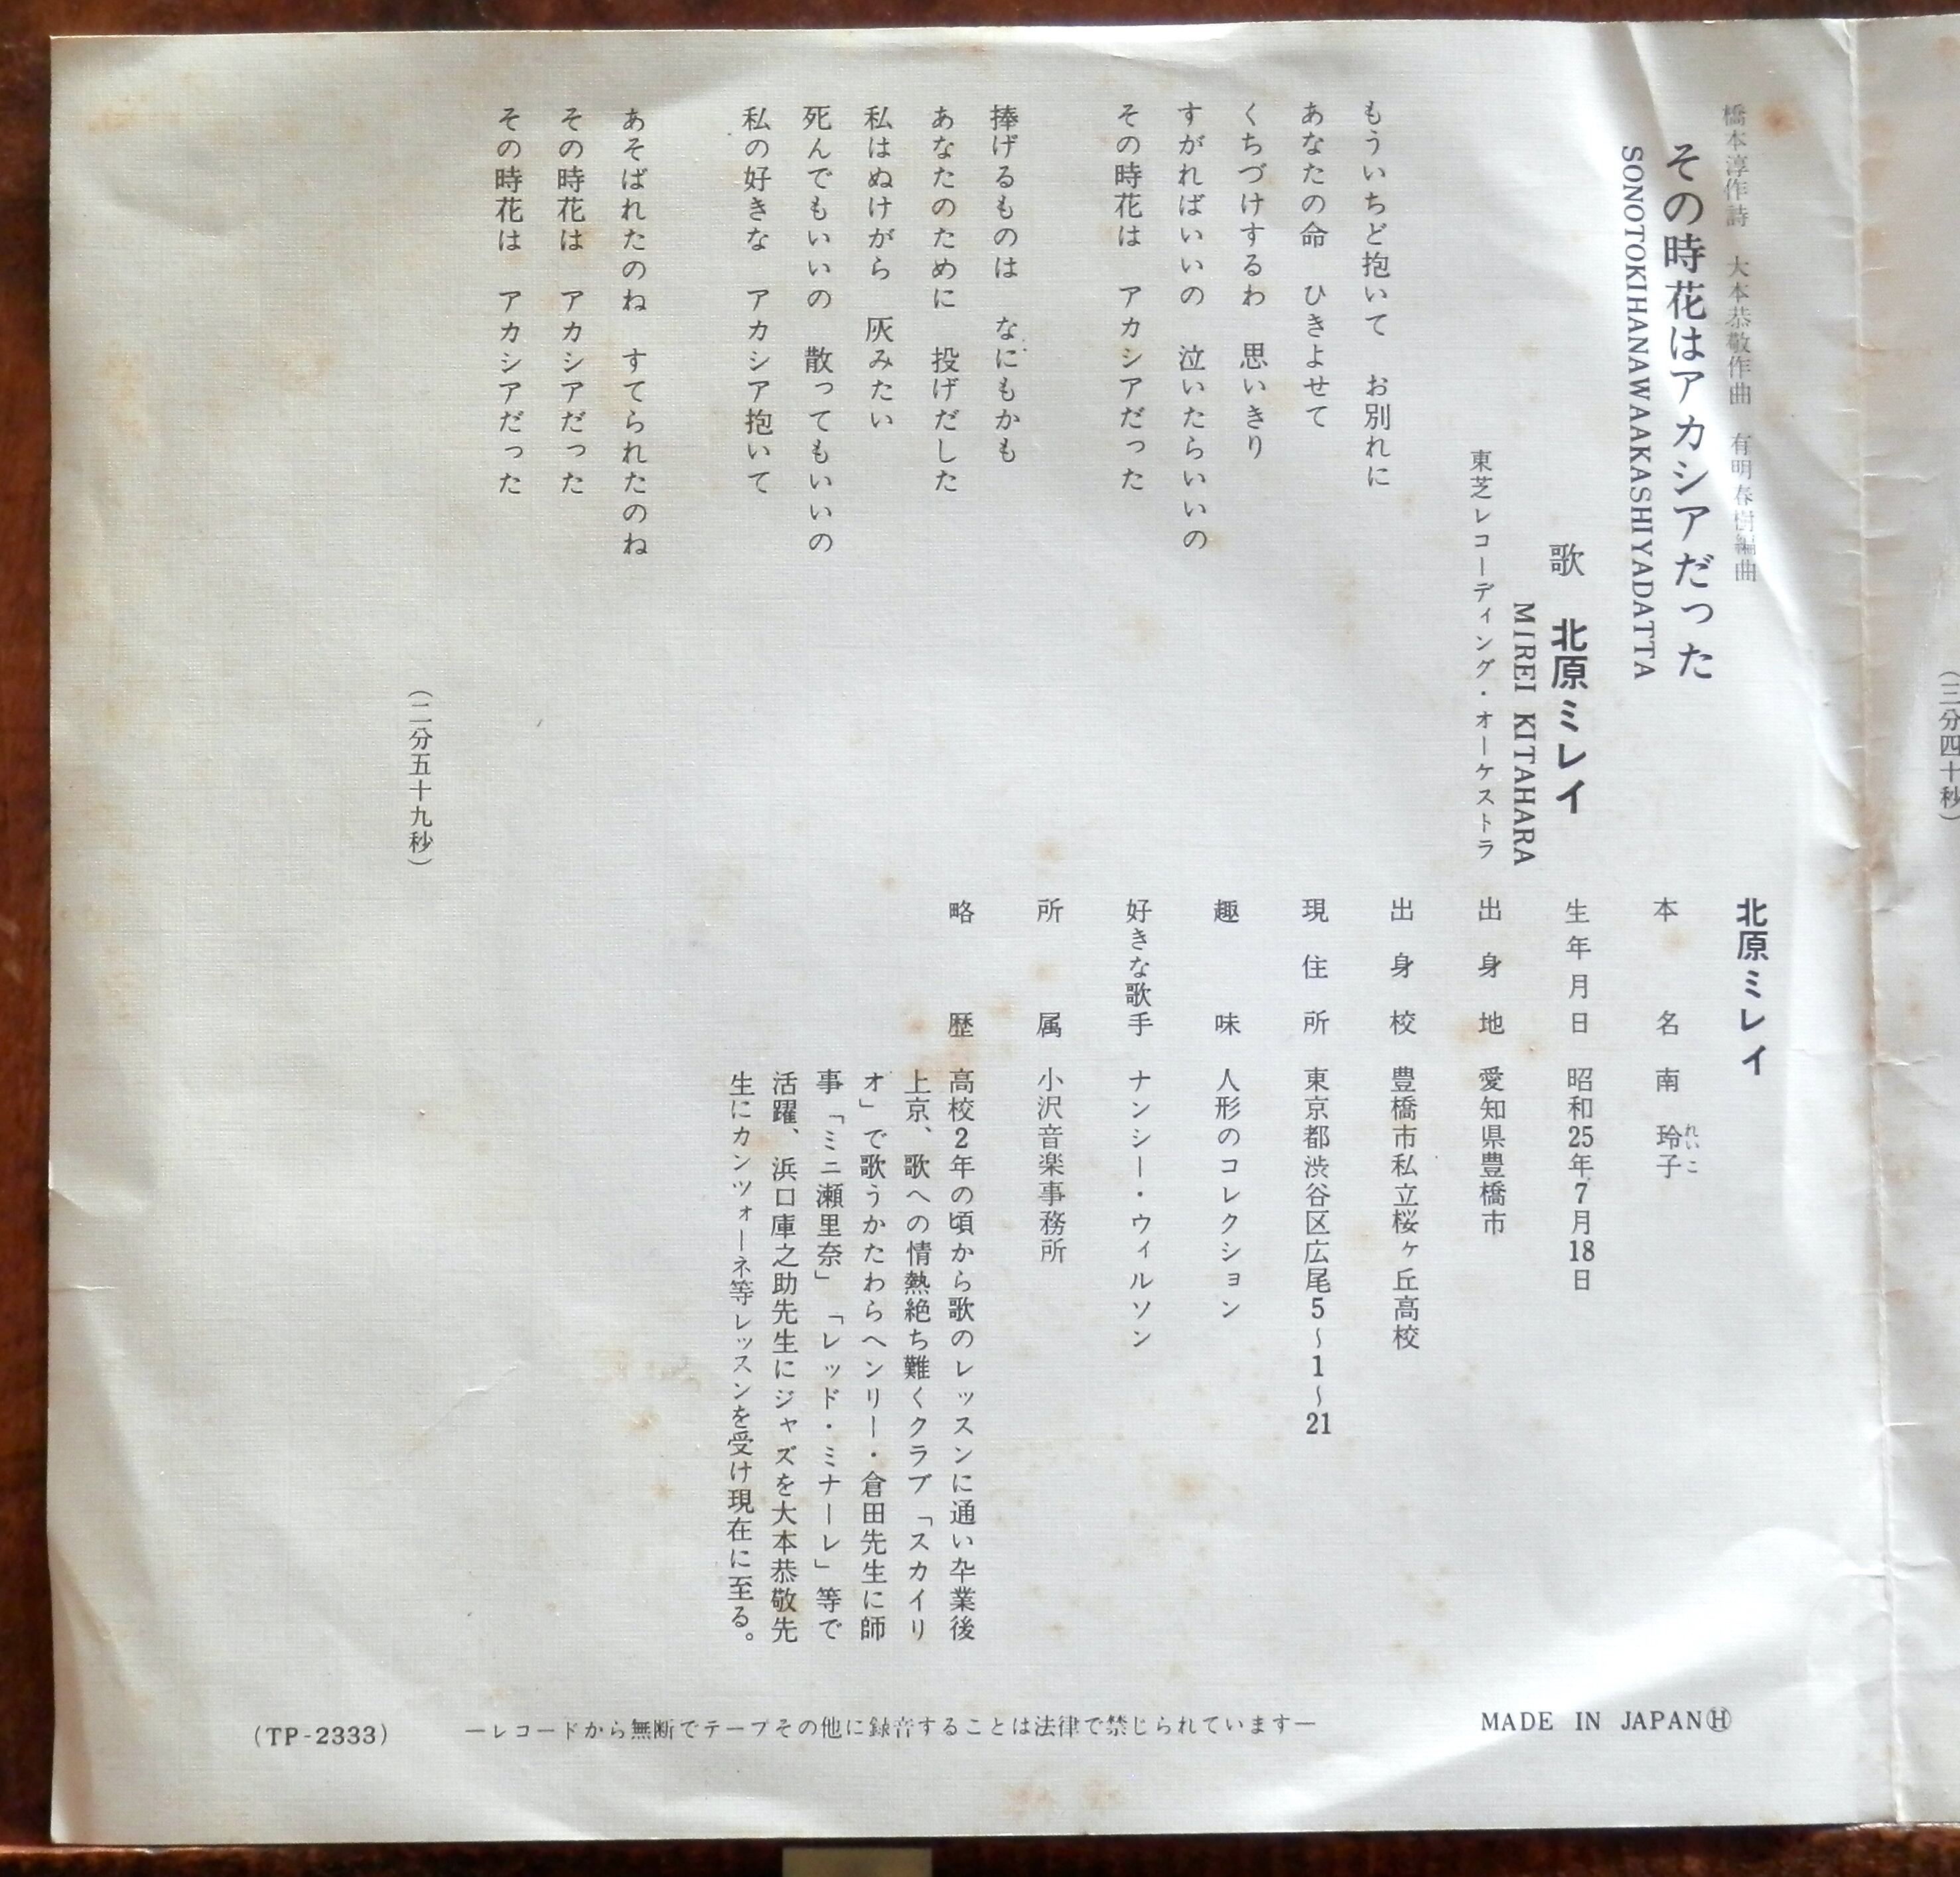 (三分四十秒)
橋本淳作詩　大本恭敬作曲　有明春樹編曲
その時花はアカシアだった
SONOTOKIHANAWAAKASHIYADATTA
歌　北原ミレイ
MIREI KITAHARA
東芝レコーディング・オーケストラ
もういちど抱いて　お別れに
あなたの命　ひきよせて
くちづけするわ　思いきり
すがればいいの　泣いたらいいの
その時花は　アカシアだった
捧げるものは　なにもかも
あなたのために　投げだした
私はぬけがら　灰みたい
死んでもいいの　散ってもいいの
私の好きな　アカシア抱いて
あそばれたのね　すてられたのね
その時花は　アカシアだった
その時花は　アカシアだった
(二分五十九秒)
北原ミレイ
本名　南　玲子
れいこ
生年月日　昭和25年7月18日
出身地　愛知県豊橋市
出身校　豊橋市私立桜ヶ丘高校
現住所　東京都渋谷区広尾5〜1〜21
趣味　人形のコレクション
好きな歌手　ナンシー・ウィルソン
所属　小沢音楽事務所
略歴　高校2年の頃から歌のレッスンに通い卒業後
上京、歌への情熱絶ち難くクラブ「スカイリ
オ」で歌うかたわらヘンリー・倉田先生に師
事「ミニ瀬里奈」「レッド・ミナーレ」等で
活躍、浜口庫之助先生にジャズを大本恭敬先
生にカンツォーネ等レッスンを受け現在に至る。
MADE IN JAPANⒽ
ーレコードから無断でテープその他に録音することは法律で禁じられていますー
(TP-2333)